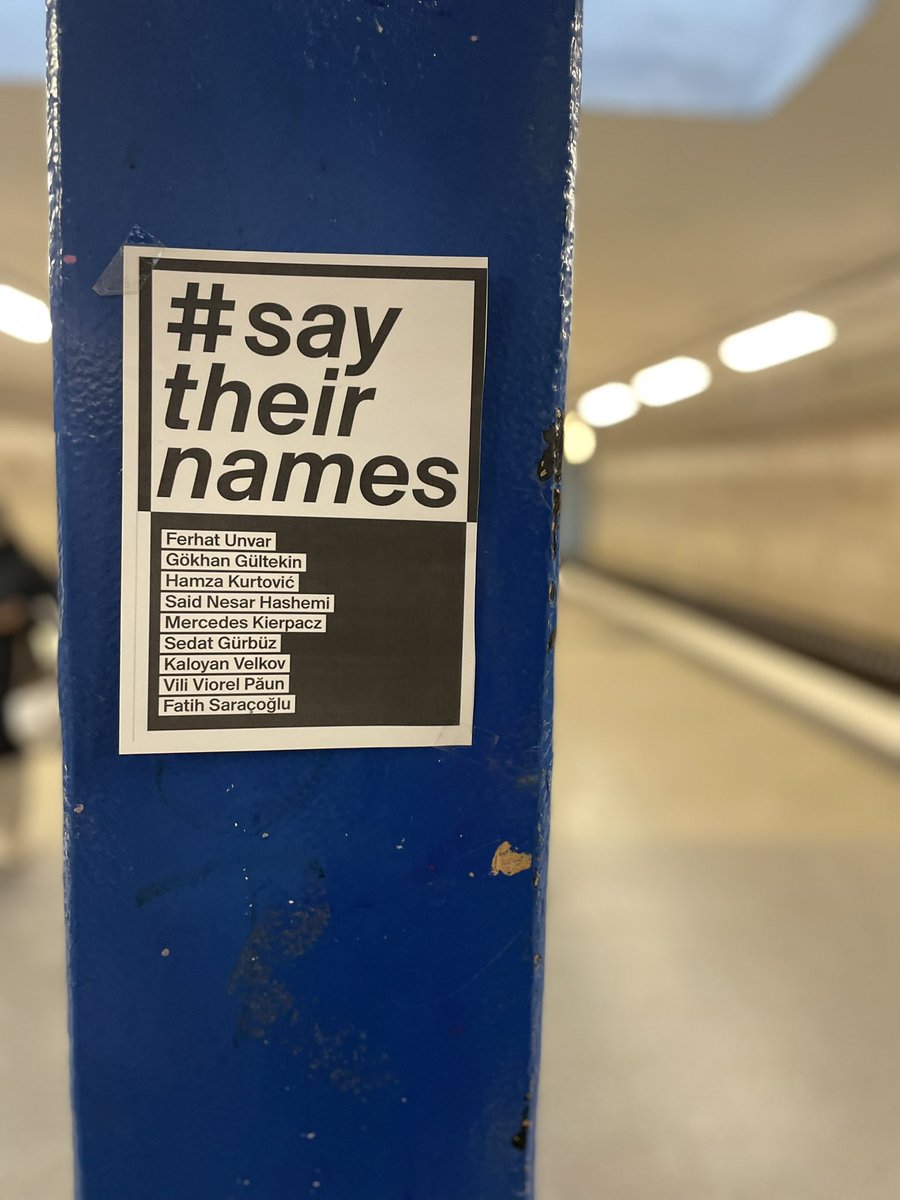 #say
their
names
Ferhat Unvar
Gökhan Gültekin
Hamza Kurtović
Said Nesar Hashemi
Mercedes Kierpacz
Sedat Gürbüz
Kaloyan Velkov
Vili Viorel Păun
Fatih Saraçoğlu